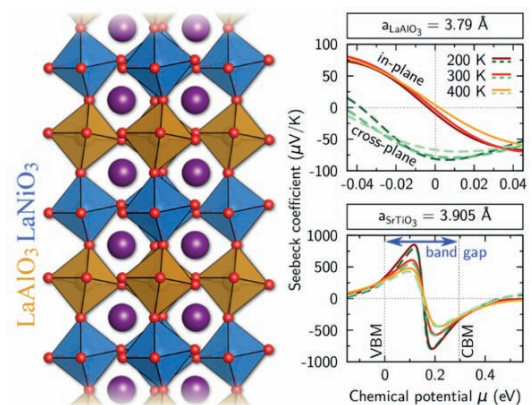 LaAlO3 LaNiO3
Seebeck coefficient (μV/K)
aLaAlO3 = 3.79 Å
100
50
0
-50
-100
in-plane
cross-plane
200 K
300 K
400 K
-0.04 -0.02 0 0.02 0.04
aSrTiO3 = 3.905 Å
1000
500
0
-500
-1000
band gap
VBM
CBM
0 0.2 0.4
Chemical potential μ (eV)